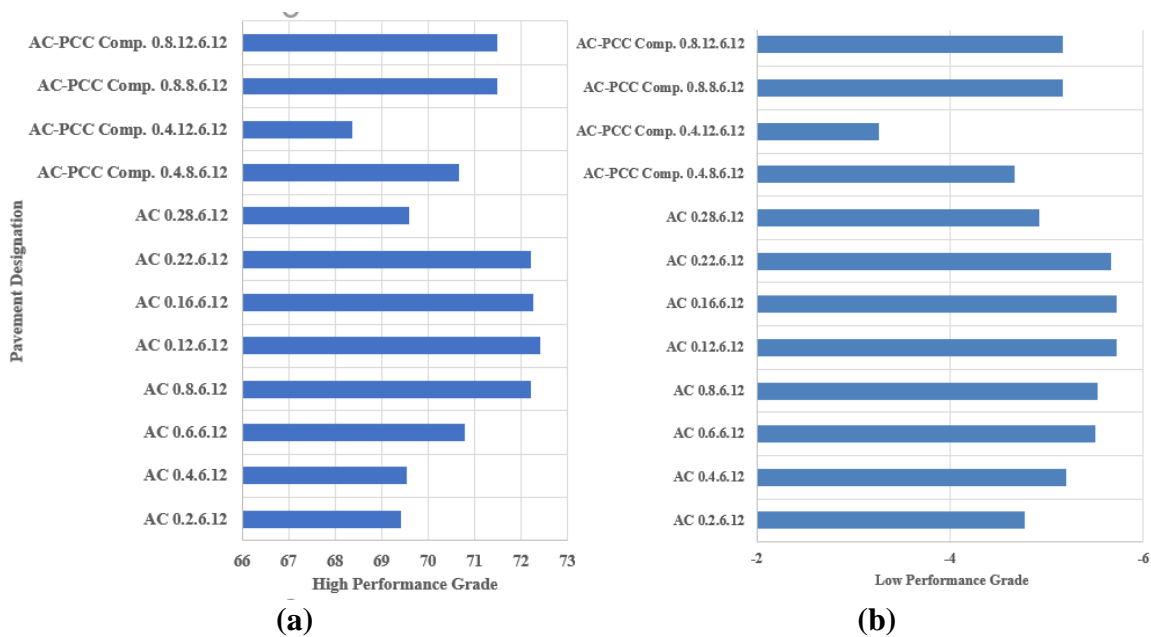 AC-PCC Comp. 0.8.12.6.12
AC-PCC Comp. 0.8.8.6.12
AC-PCC Comp. 0.4.12.6.12
AC-PCC Comp. 0.4.8.6.12
AC 0.28.6.12
AC 0.22.6.12
AC 0.16.6.12
AC 0.12.6.12
AC 0.8.6.12
AC 0.6.6.12
AC 0.4.6.12
AC 0.2.6.12
Pavement Designation
66 67 68 69 70 71 72 73
High Performance Grade
(a)
AC-PCC Comp. 0.8.12.6.12
AC-PCC Comp. 0.8.8.6.12
AC-PCC Comp. 0.4.12.6.12
AC-PCC Comp. 0.4.8.6.12
AC 0.28.6.12
AC 0.22.6.12
AC 0.16.6.12
AC 0.12.6.12
AC 0.8.6.12
AC 0.6.6.12
AC 0.4.6.12
AC 0.2.6.12
-2 -4 -6
Low Performance Grade
(b)